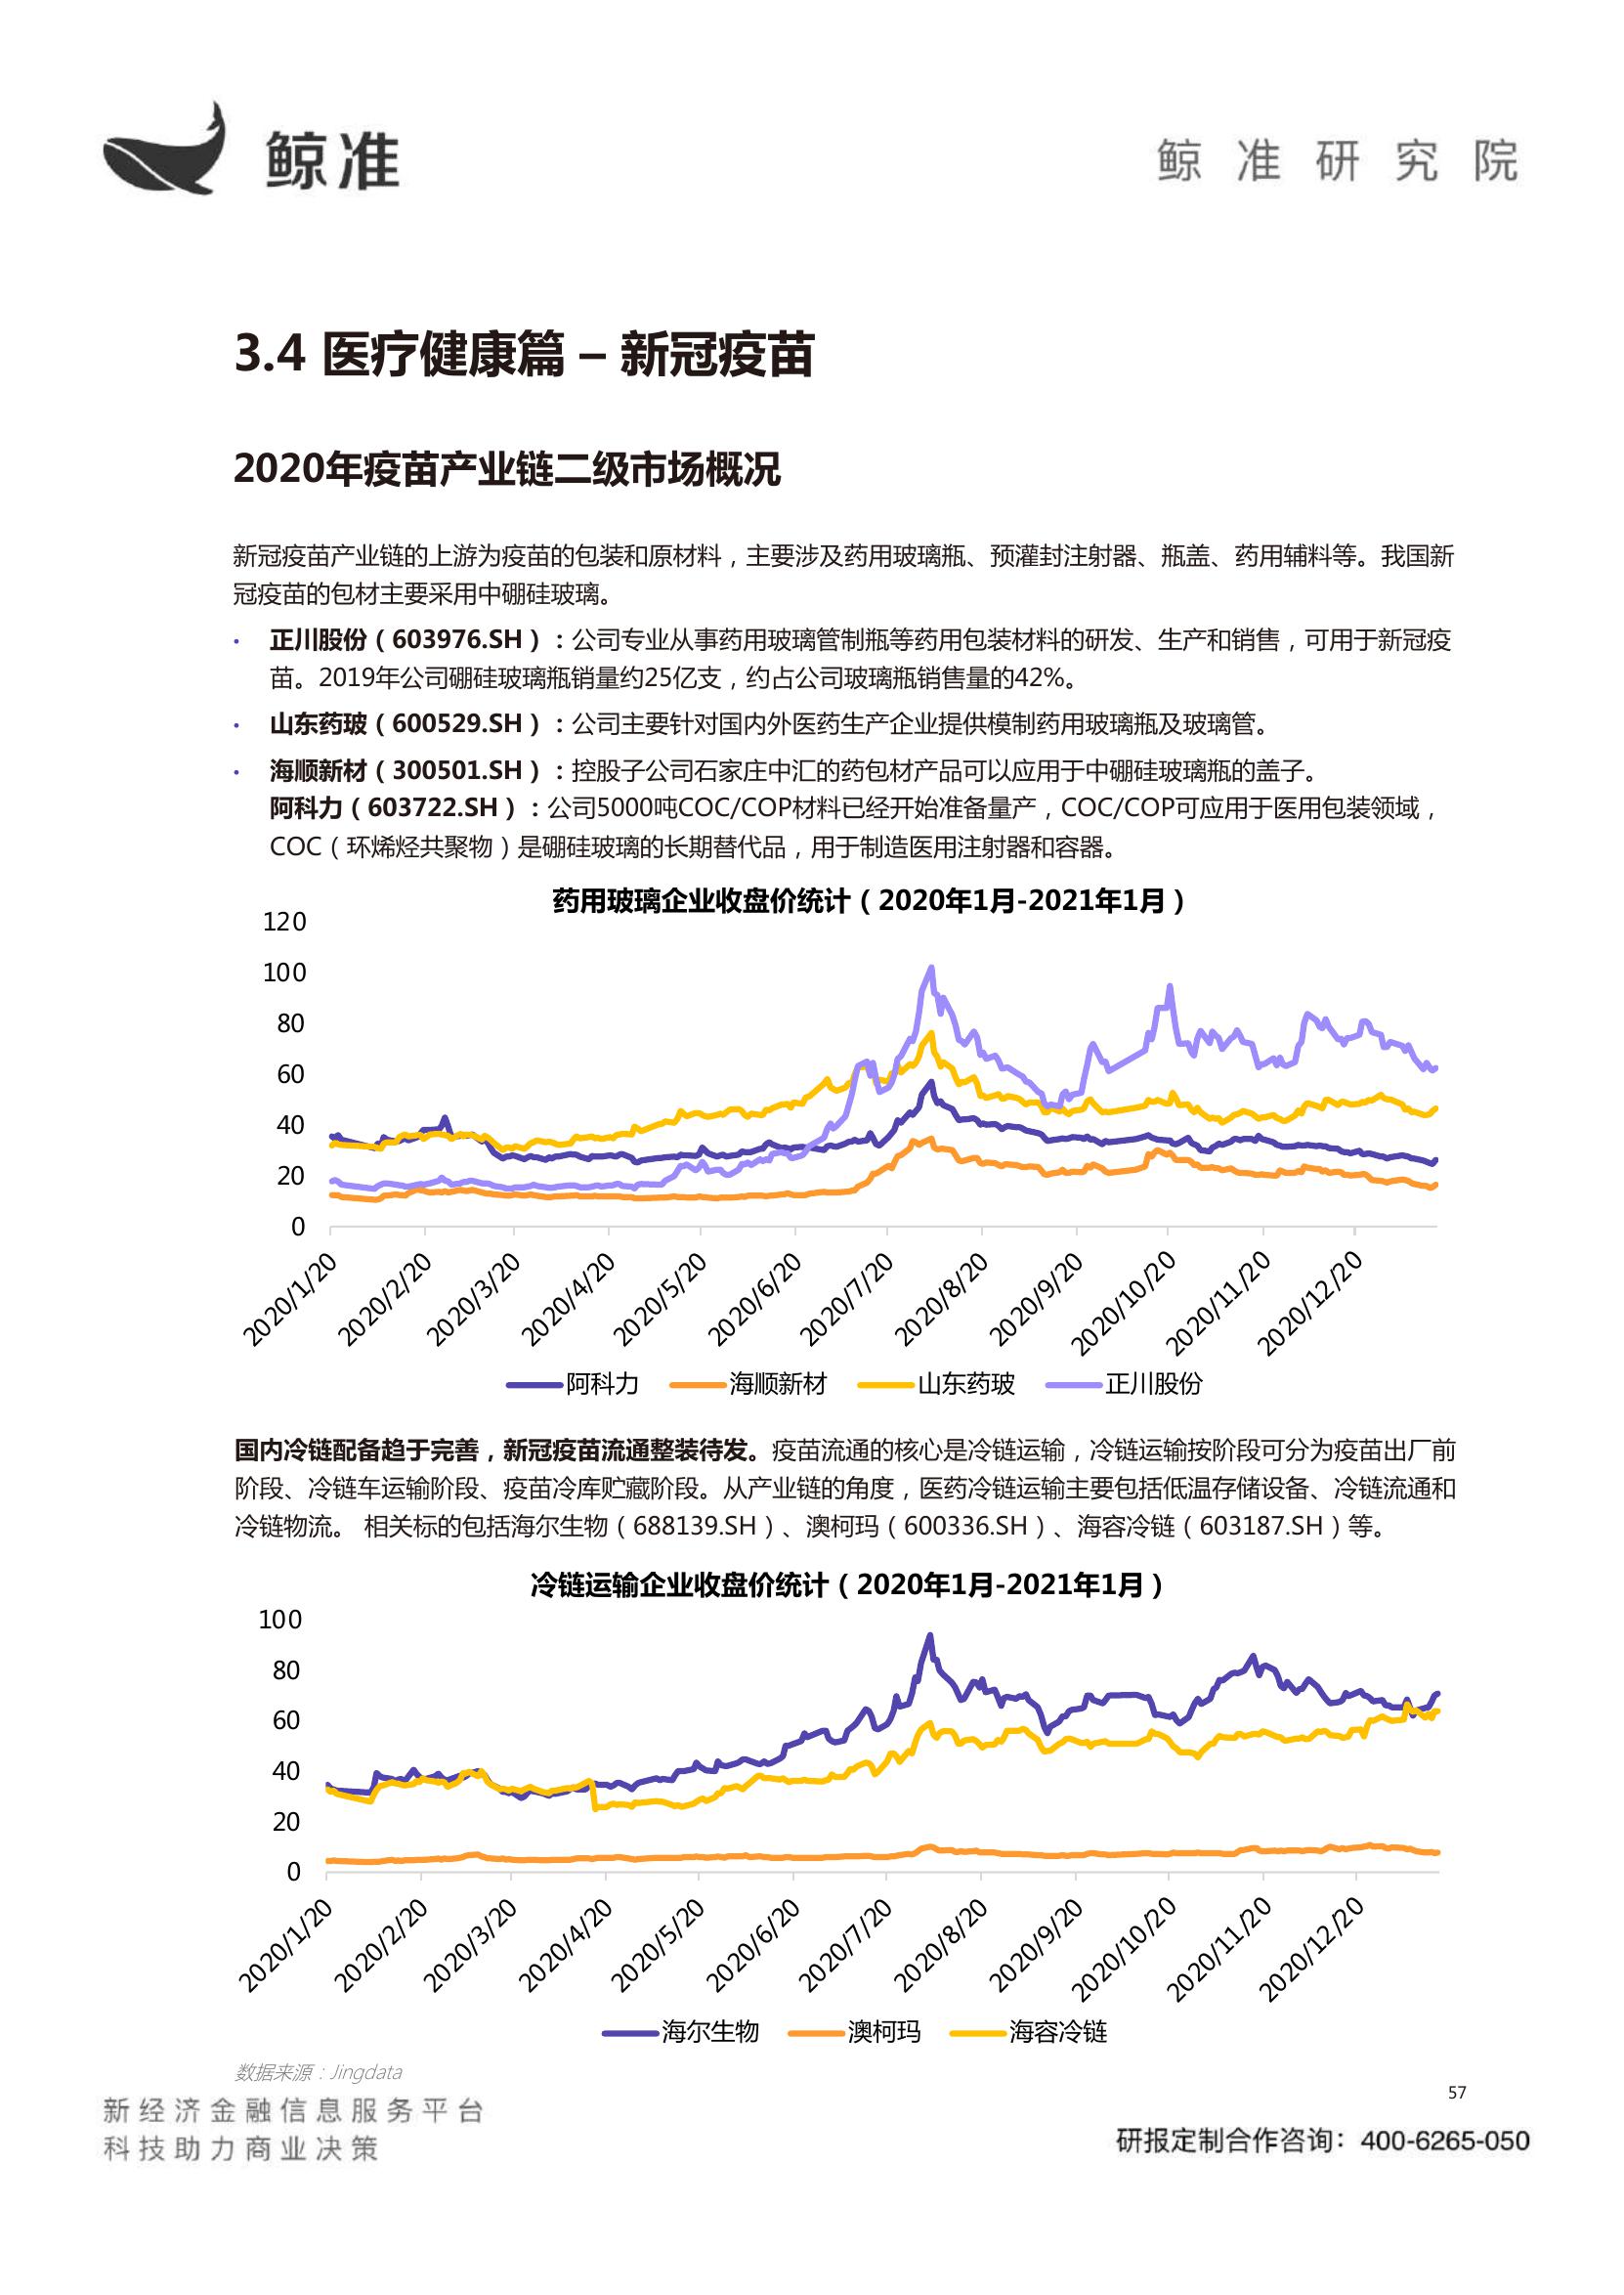 鲸准
鲸准研究院
3.4 医疗健康篇 – 新冠疫苗
2020年疫苗产业链二级市场概况
新冠疫苗产业链的上游为疫苗的包装和原材料，主要涉及药用玻璃瓶、预灌封注射器、瓶盖、药用辅料等。我国新
冠疫苗的包材主要采用中硼硅玻璃。
• 正川股份（603976.SH）：公司专业从事药用玻璃管制瓶等药用包装材料的研发、生产和销售，可用于新冠疫
苗。2019年公司硼硅玻璃瓶销量约25亿支，约占公司玻璃瓶销售量的42%。
• 山东药玻（600529.SH）：公司主要针对国内外医药生产企业提供模制药用玻璃瓶及玻璃管。
• 海顺新材（300501.SH）：控股子公司石家庄中汇的药包材产品可以应用于中硼硅玻璃瓶的盖子。
阿科力（603722.SH）：公司5000吨COC/COP材料已经开始准备量产，COC/COP可应用于医用包装领域，
COC（环烯烃共聚物）是硼硅玻璃的长期替代品，用于制造医用注射器和容器。
药用玻璃企业收盘价统计（2020年1月-2021年1月）
120
100
80
60
40
20
0
2020/1/20
2020/2/20
2020/3/20
2020/4/20
2020/5/20
2020/6/20
2020/7/20
2020/8/20
2020/9/20
2020/10/20
2020/11/20
2020/12/20
阿科力 海顺新材 山东药玻 正川股份
国内冷链配备趋于完善，新冠疫苗流通整装待发。疫苗流通的核心是冷链运输，冷链运输按阶段可分为疫苗出厂前
阶段、冷链车运输阶段、疫苗冷库贮藏阶段。从产业链的角度，医药冷链运输主要包括低温存储设备、冷链流通和
冷链物流。 相关标的包括海尔生物（688139.SH）、澳柯玛（600336.SH）、海容冷链（603187.SH）等。
冷链运输企业收盘价统计（2020年1月-2021年1月）
100
80
60
40
20
0
2020/1/20
2020/2/20
2020/3/20
2020/4/20
2020/5/20
2020/6/20
2020/7/20
2020/8/20
2020/9/20
2020/10/20
2020/11/20
2020/12/20
海尔生物 澳柯玛 海容冷链
数据来源：Jingdata
57
新经济金融信息服务平台
科技助力商业决策
研报定制合作咨询：400-6265-050